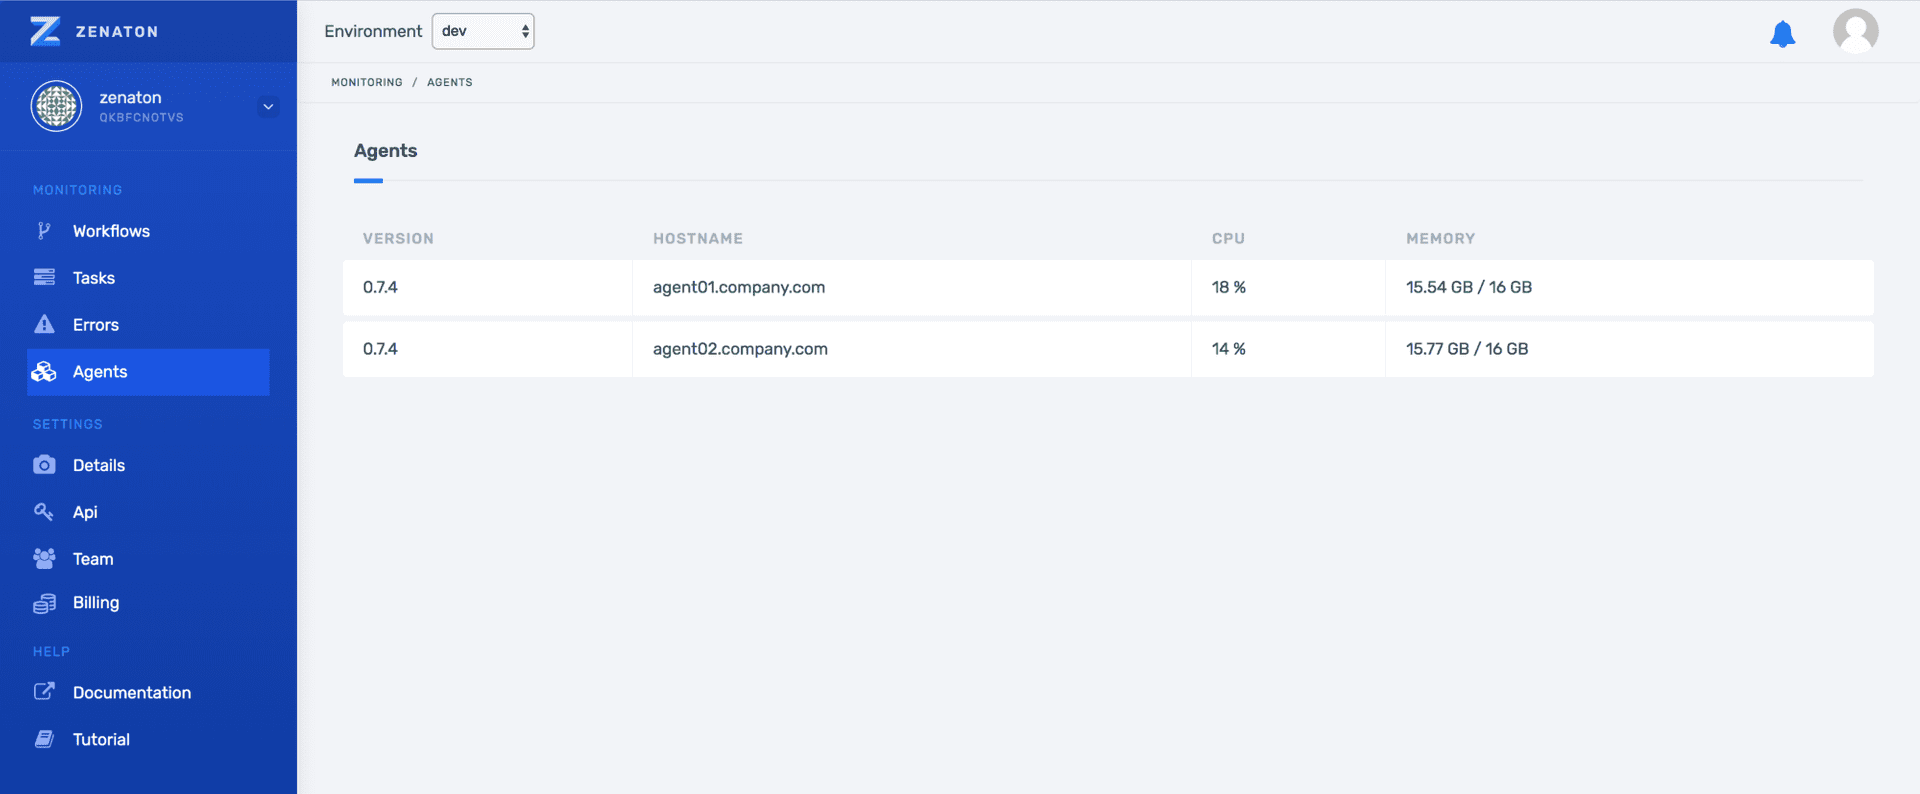 ZENATON
zenaton
QKBFCNOTVS
MONITORING
Workflows
Tasks
Errors
Agents
SETTINGS
Details
Api
Team
Billing
HELP
Documentation
Tutorial
Environment dev
MONITORING / AGENTS
Agents
VERSION HOSTNAME CPU MEMORY
0.7.4 agent01.company.com 18 % 15.54 GB / 16 GB
0.7.4 agent02.company.com 14 % 15.77 GB / 16 GB